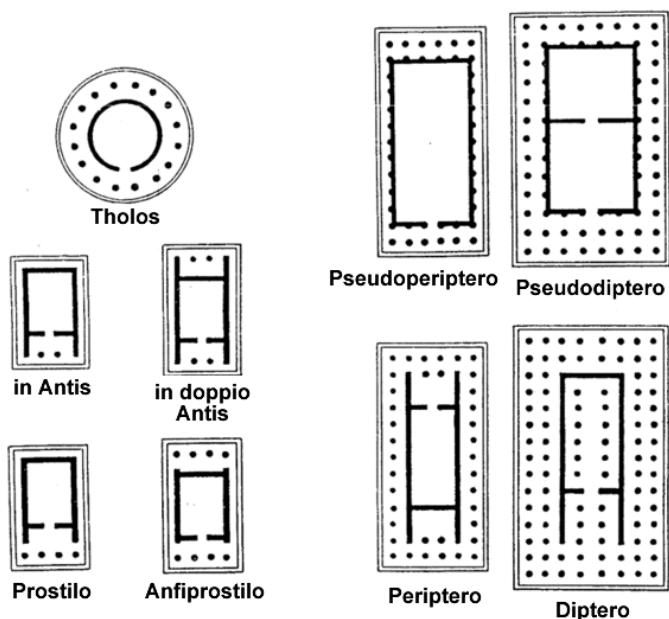 Tholos
Pseudoperiptero
Pseudodiptero
in Antis
in doppio
Antis
Prostilo
Anfiprostilo
Periptero
Diptero